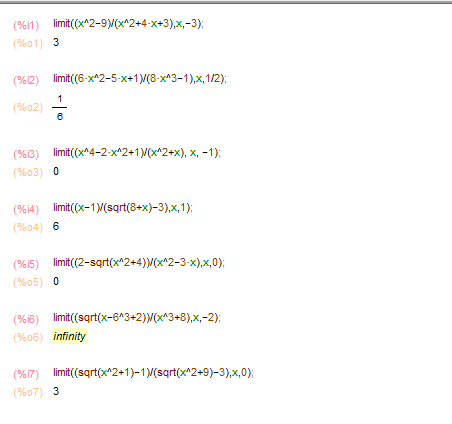 (%i1) limit((x^2-9)/(x^2+4·x+3),x,-3);
(%o1) 3
(%i2) limit((6·x^2-5·x+1)/(8·x^3-1),x,1/2);
(%o2) 1/6
(%i3) limit((x^4-2·x^2+1)/(x^2+x), x, -1);
(%o3) 0
(%i4) limit((x-1)/(sqrt(8+x)-3),x,1);
(%o4) 6
(%i5) limit((2-sqrt(x^2+4))/(x^2-3·x),x,0);
(%o5) 0
(%i6) limit((sqrt(x-6^3+2))/(x^3+8),x,-2);
(%o6) infinity
(%i7) limit((sqrt(x^2+1)-1)/(sqrt(x^2+9)-3),x,0);
(%o7) 3